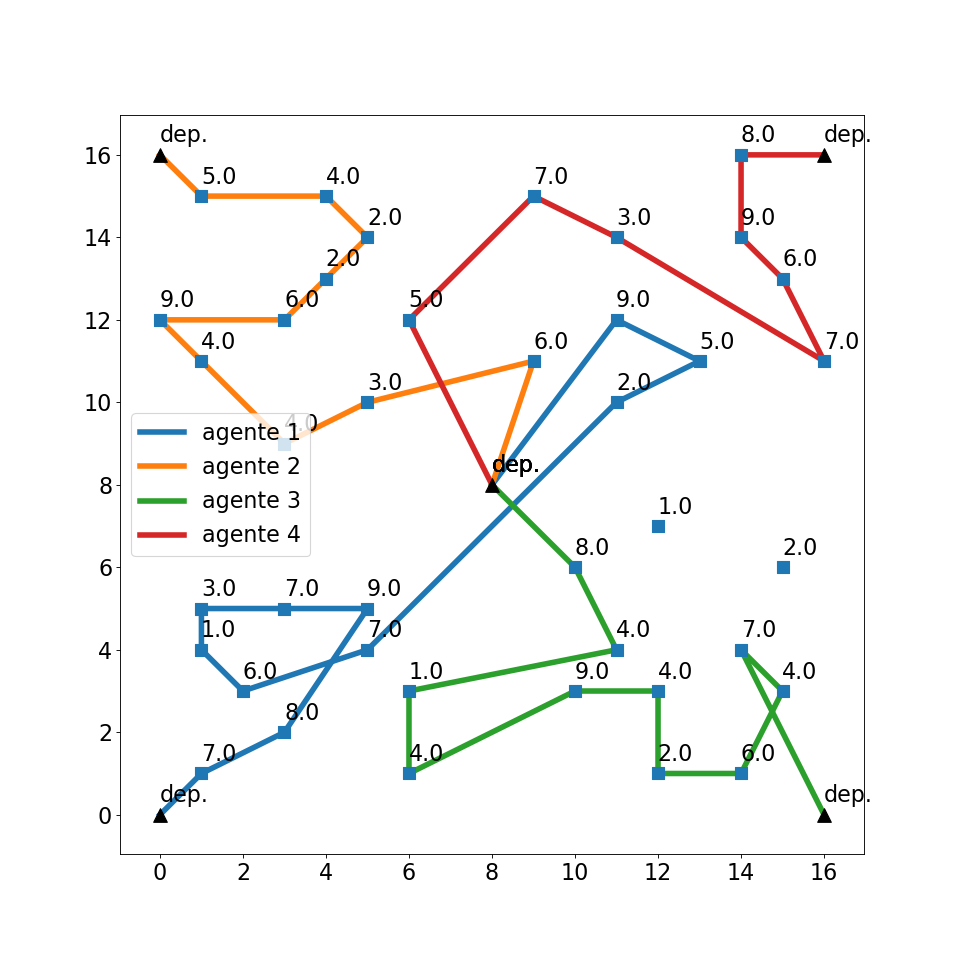 8.0 dep.
dep.
16
5.0 4.0 7.0
2.0 3.0 9.0
14
2.0 6.0
9.0 6.0 5.0 9.0
12
4.0 6.0 5.0 7.0
3.0 2.0
10
4.0
agente 1
agente 2
agente 3
agente 4
dep.
8
1.0
8.0 2.0
6
3.0 7.0 9.0
1.0 7.0 4.0 7.0
4
6.0 1.0 9.0 4.0 4.0
8.0
2
7.0 4.0 2.0 6.0
dep. dep.
0
0 2 4 6 8 10 12 14 16